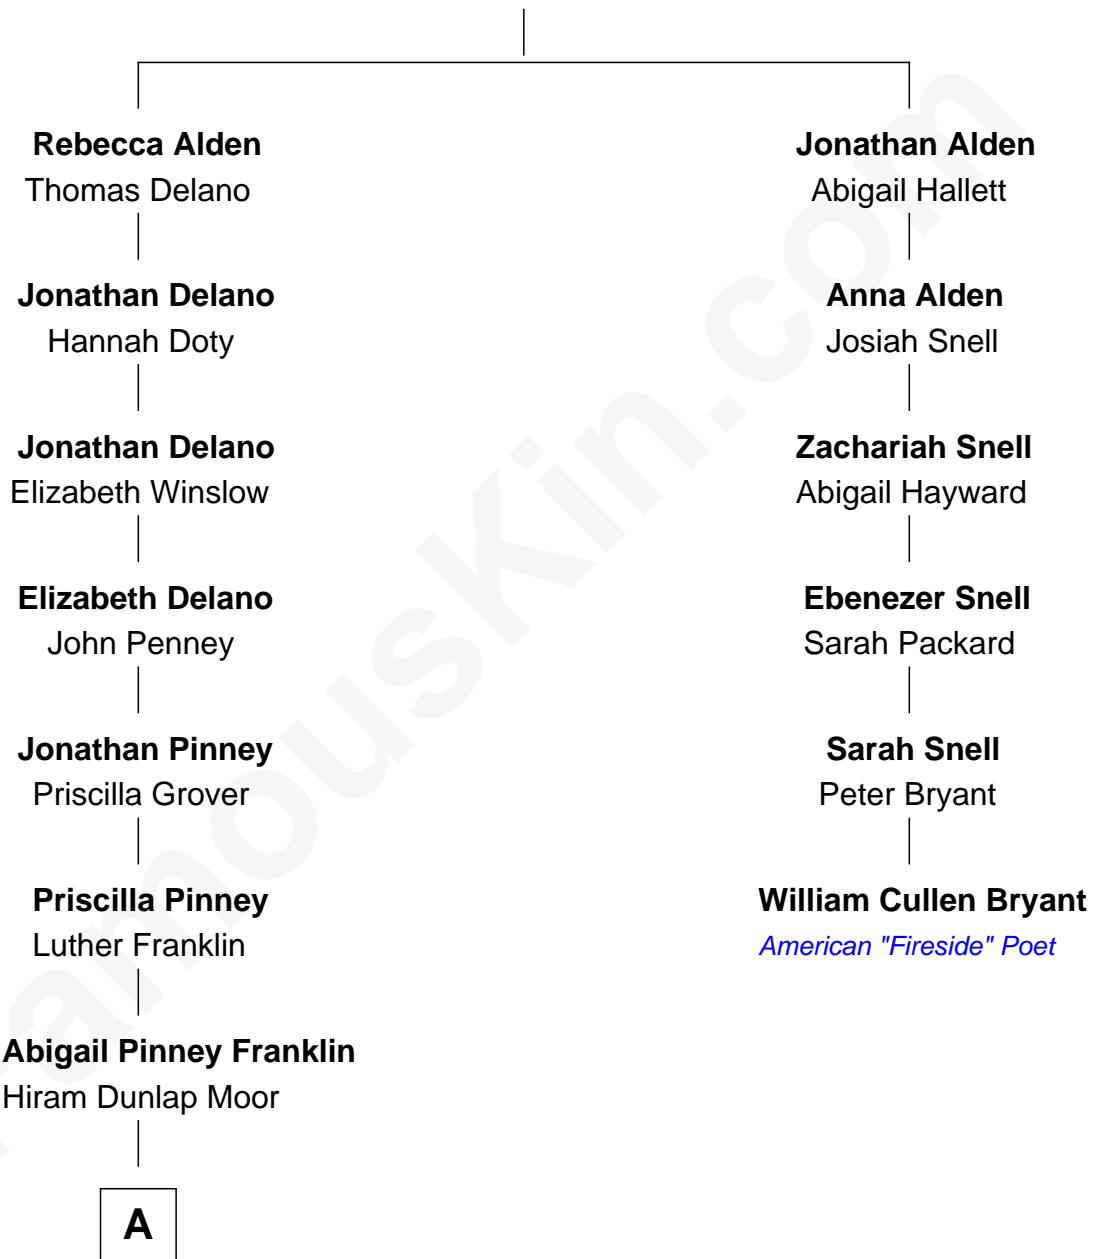 Rebecca Alden
Thomas Delano
Jonathan Alden
Abigail Hallett
Jonathan Delano
Hannah Doty
Anna Alden
Josiah Snell
Jonathan Delano
Elizabeth Winslow
Zachariah Snell
Abigail Hayward
Elizabeth Delano
John Penney
Ebenezer Snell
Sarah Packard
Jonathan Pinney
Priscilla Grover
Sarah Snell
Peter Bryant
Priscilla Pinney
Luther Franklin
William Cullen Bryant
American "Fireside" Poet
Abigail Pinney Franklin
Hiram Dunlap Moor
A
FamousKin.com